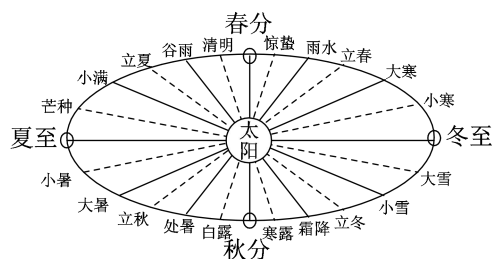 春分
谷雨 清明 惊蛰 雨水
立夏 立春
小满 大寒
芒种 小寒
夏至 太阳 冬至
小暑 大雪
大暑 小雪
立秋 立冬
处暑 白露 寒露 霜降
秋分